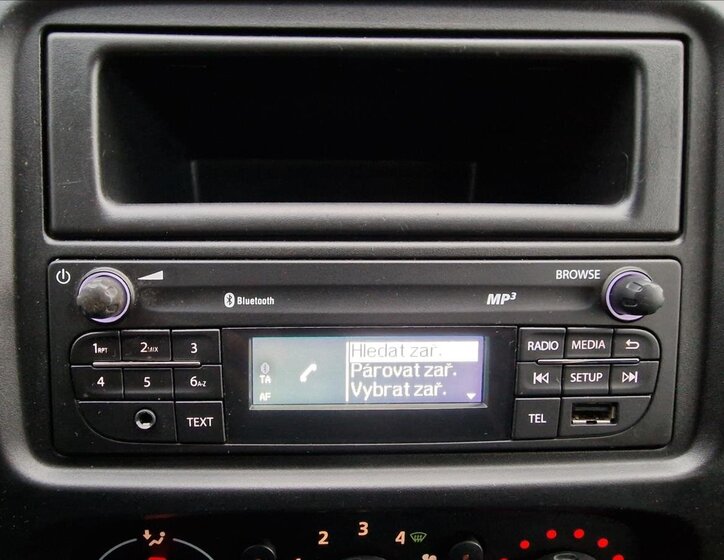 BROWSE
Bluetooth
MP3
1RPT
2MIX
3
4
5
6A-Z
TEXT
TA
AF
Hledat zař.
Párovat zař.
Vybrat zař.
RADIO
MEDIA
SETUP
TEL
2
3
4